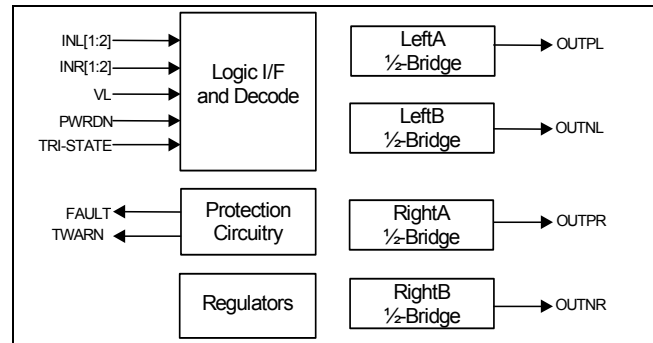 INL[1:2]
INR[1:2]
VL
PWRDN
TRI-STATE
Logic I/F
and Decode
LeftA
½-Bridge
OUTPL
LeftB
½-Bridge
OUTNL
FAULT
TWARN
Protection
Circuitry
RightA
½-Bridge
OUTPR
Regulators
RightB
½-Bridge
OUTNR